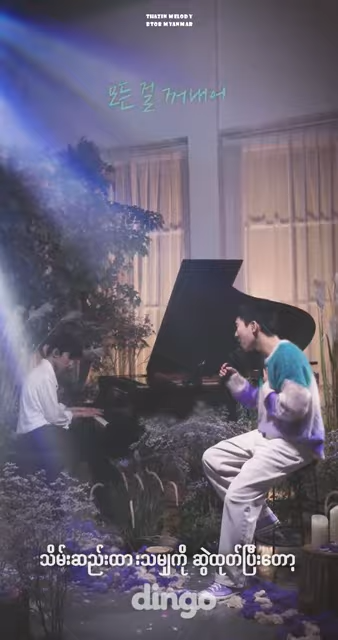 THAZIN MELODY
BTOB MYANMAR
모든 걸 꺼내어
သိမ်းဆည်းထားသမျှကို ဆွဲထုတ်ပြီးတော့
dingo